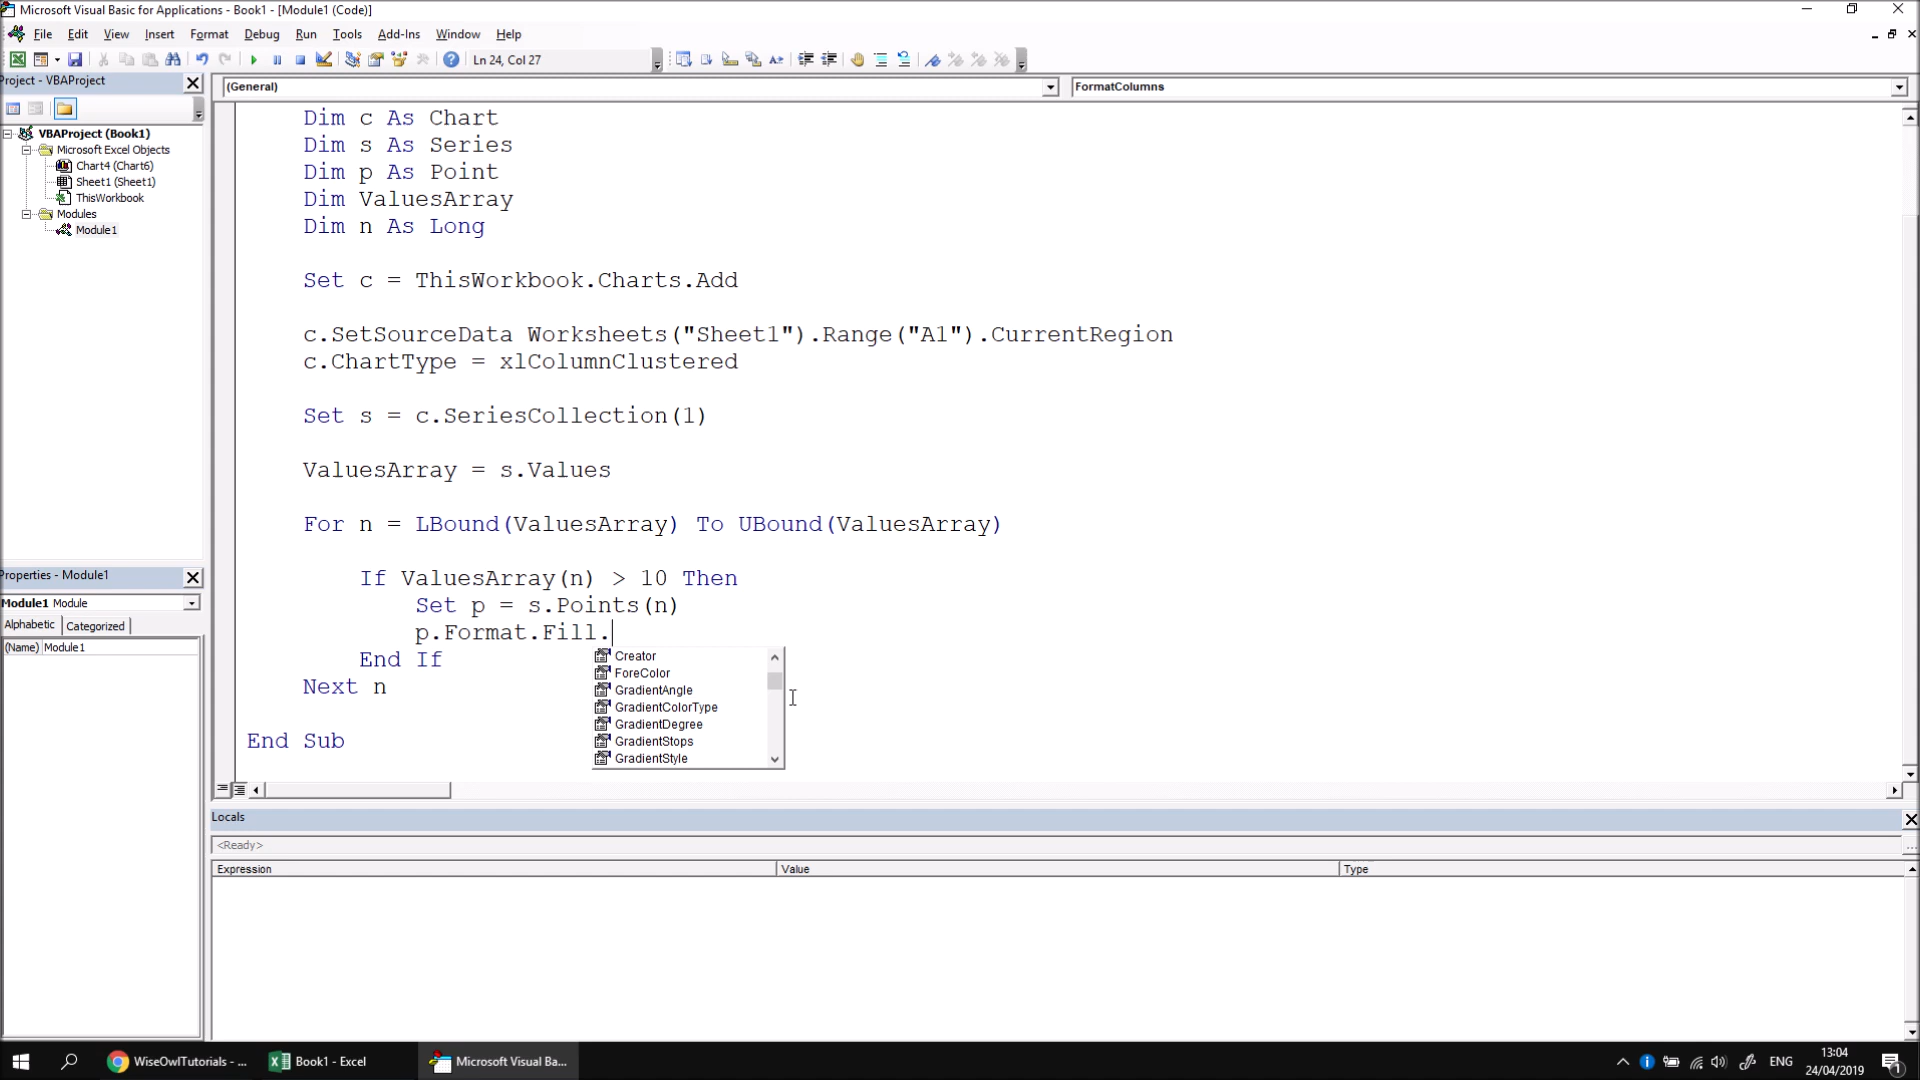 Microsoft Visual Basic for Applications - Book1 - [Module1 (Code)]
File Edit View Insert Format Debug Run Tools Add-Ins Window Help
Ln 24, Col 27
Project - VBAProject
(General)
FormatColumns
VBAProject (Book1)
Microsoft Excel Objects
Chart4 (Chart6)
Sheet1 (Sheet1)
ThisWorkbook
Modules
Module1
Properties - Module1
Module1 Module
Alphabetic Categorized
(Name) Module1
Dim c As Chart
Dim s As Series
Dim p As Point
Dim ValuesArray
Dim n As Long
Set c = ThisWorkbook.Charts.Add
c.SetSourceData Worksheets("Sheet1").Range("A1").CurrentRegion
c.ChartType = xlColumnClustered
Set s = c.SeriesCollection(1)
ValuesArray = s.Values
For n = LBound(ValuesArray) To UBound(ValuesArray)
If ValuesArray(n) > 10 Then
Set p = s.Points(n)
p.Format.Fill.
End If
Next n
End Sub
Creator
ForeColor
GradientAngle
GradientColorType
GradientDegree
GradientStops
GradientStyle
Locals
<Ready>
Expression Value Type
WiseOwlTutorials - ...
Book1 - Excel
Microsoft Visual Ba...
ENG
13:04
24/04/2019
1